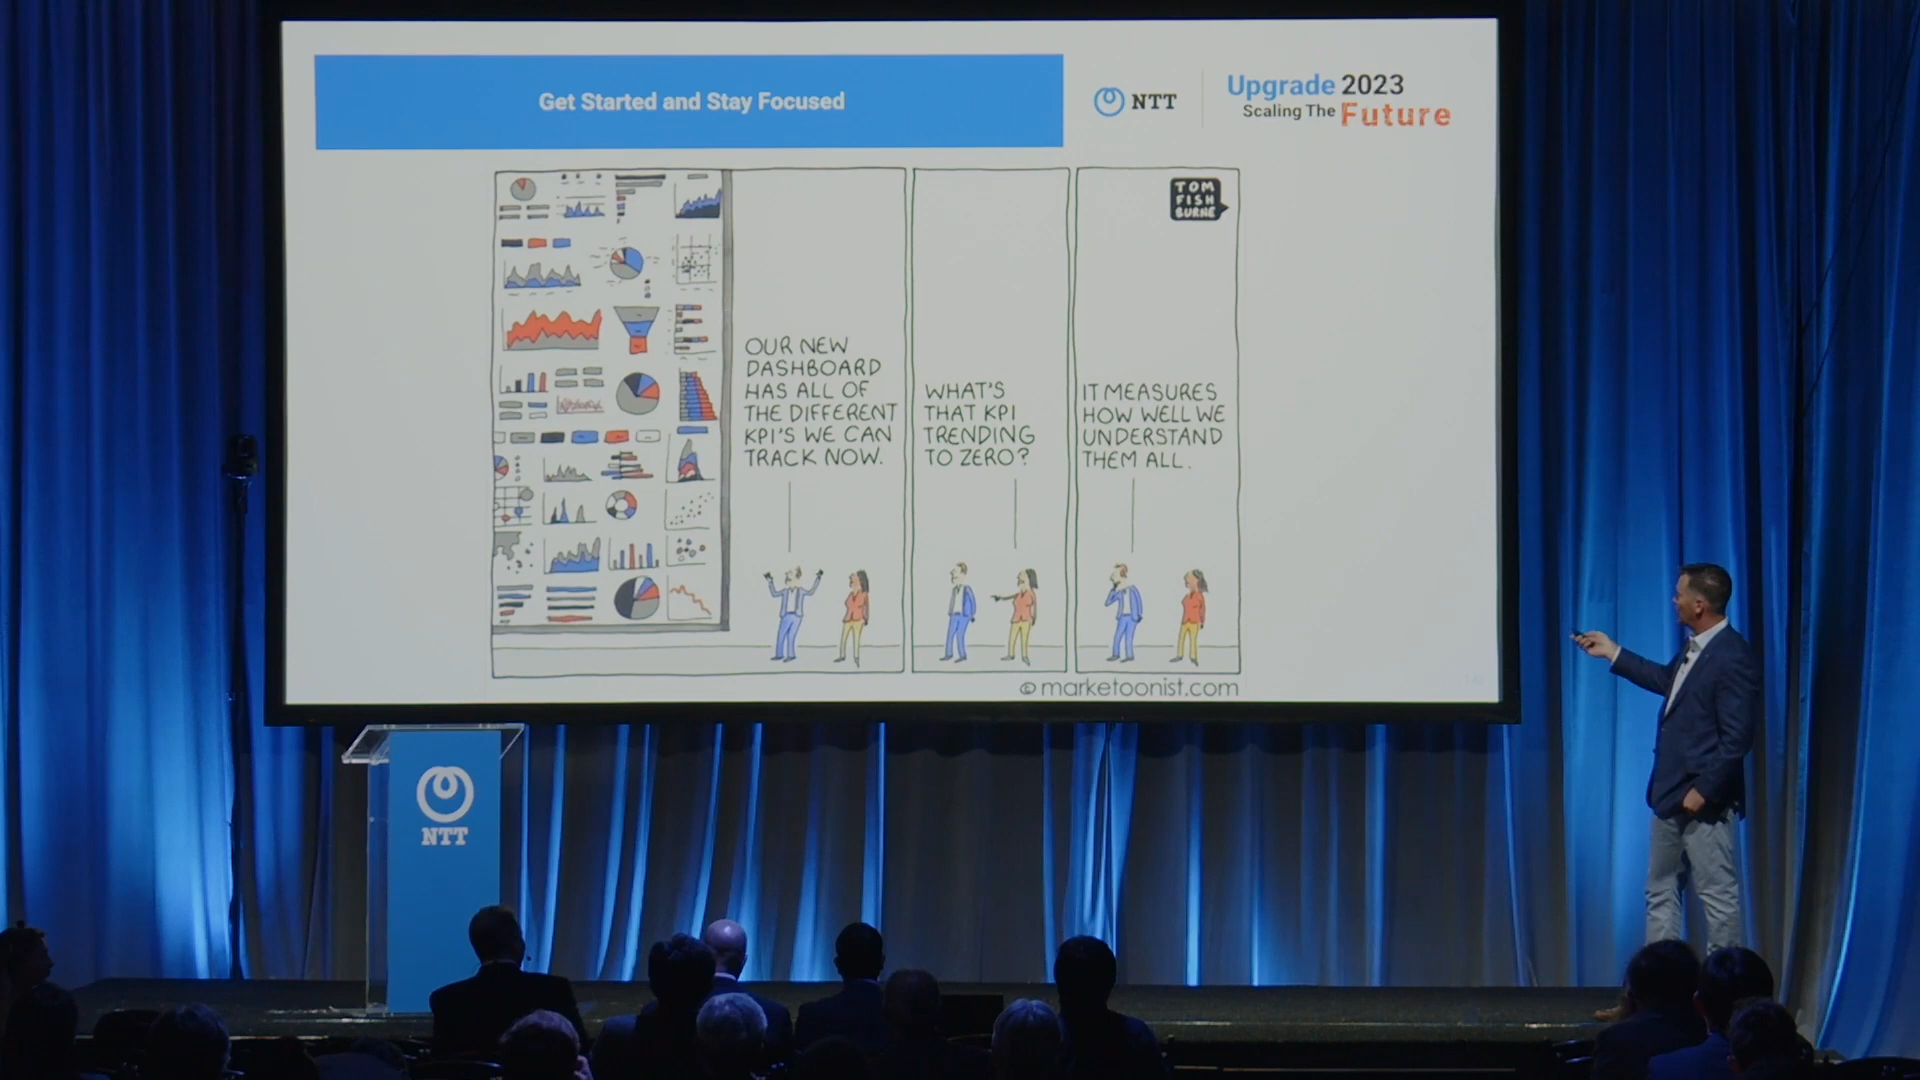 Get Started and Stay Focused
NTT
Upgrade 2023
Scaling The Future
TOM
FISH
BURNE
OUR NEW
DASHBOARD
HAS ALL OF
THE DIFFERENT
KPI'S WE CAN
TRACK NOW.
WHAT'S
THAT KPI
TRENDING
TO ZERO?
IT MEASURES
HOW WELL WE
UNDERSTAND
THEM ALL.
© marketoonist.com
NTT